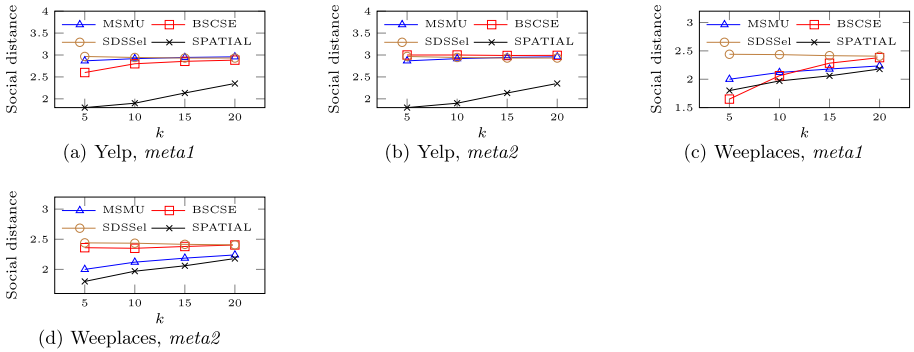 4
3.5
3
2.5
2
Social distance
MSMU BSCSE
SDSSel SPATIAL
5 10 15 20
k
(a) Yelp, meta1
4
3.5
3
2.5
2
Social distance
MSMU BSCSE
SDSSel SPATIAL
5 10 15 20
k
(b) Yelp, meta2
3
2.5
2
1.5
Social distance
MSMU BSCSE
SDSSel SPATIAL
5 10 15 20
k
(c) Weeplaces, meta1
3
2.5
2
Social distance
MSMU BSCSE
SDSSel SPATIAL
5 10 15 20
k
(d) Weeplaces, meta2